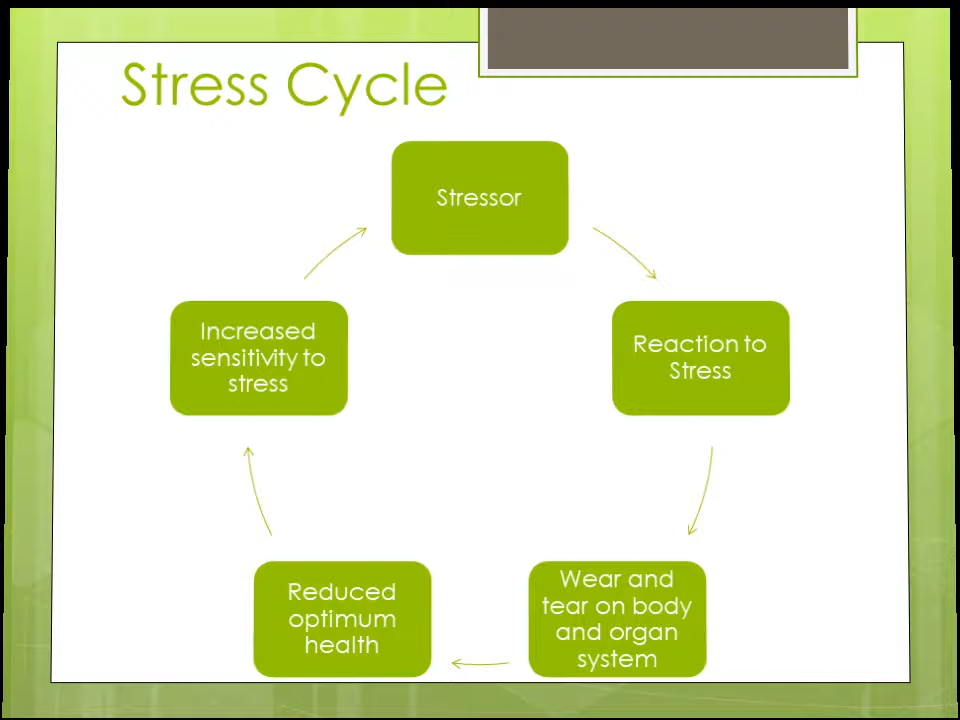 Stress Cycle
Stressor
Reaction to
Stress
Wear and
tear on body
and organ
system
Reduced
optimum
health
Increased
sensitivity to
stress